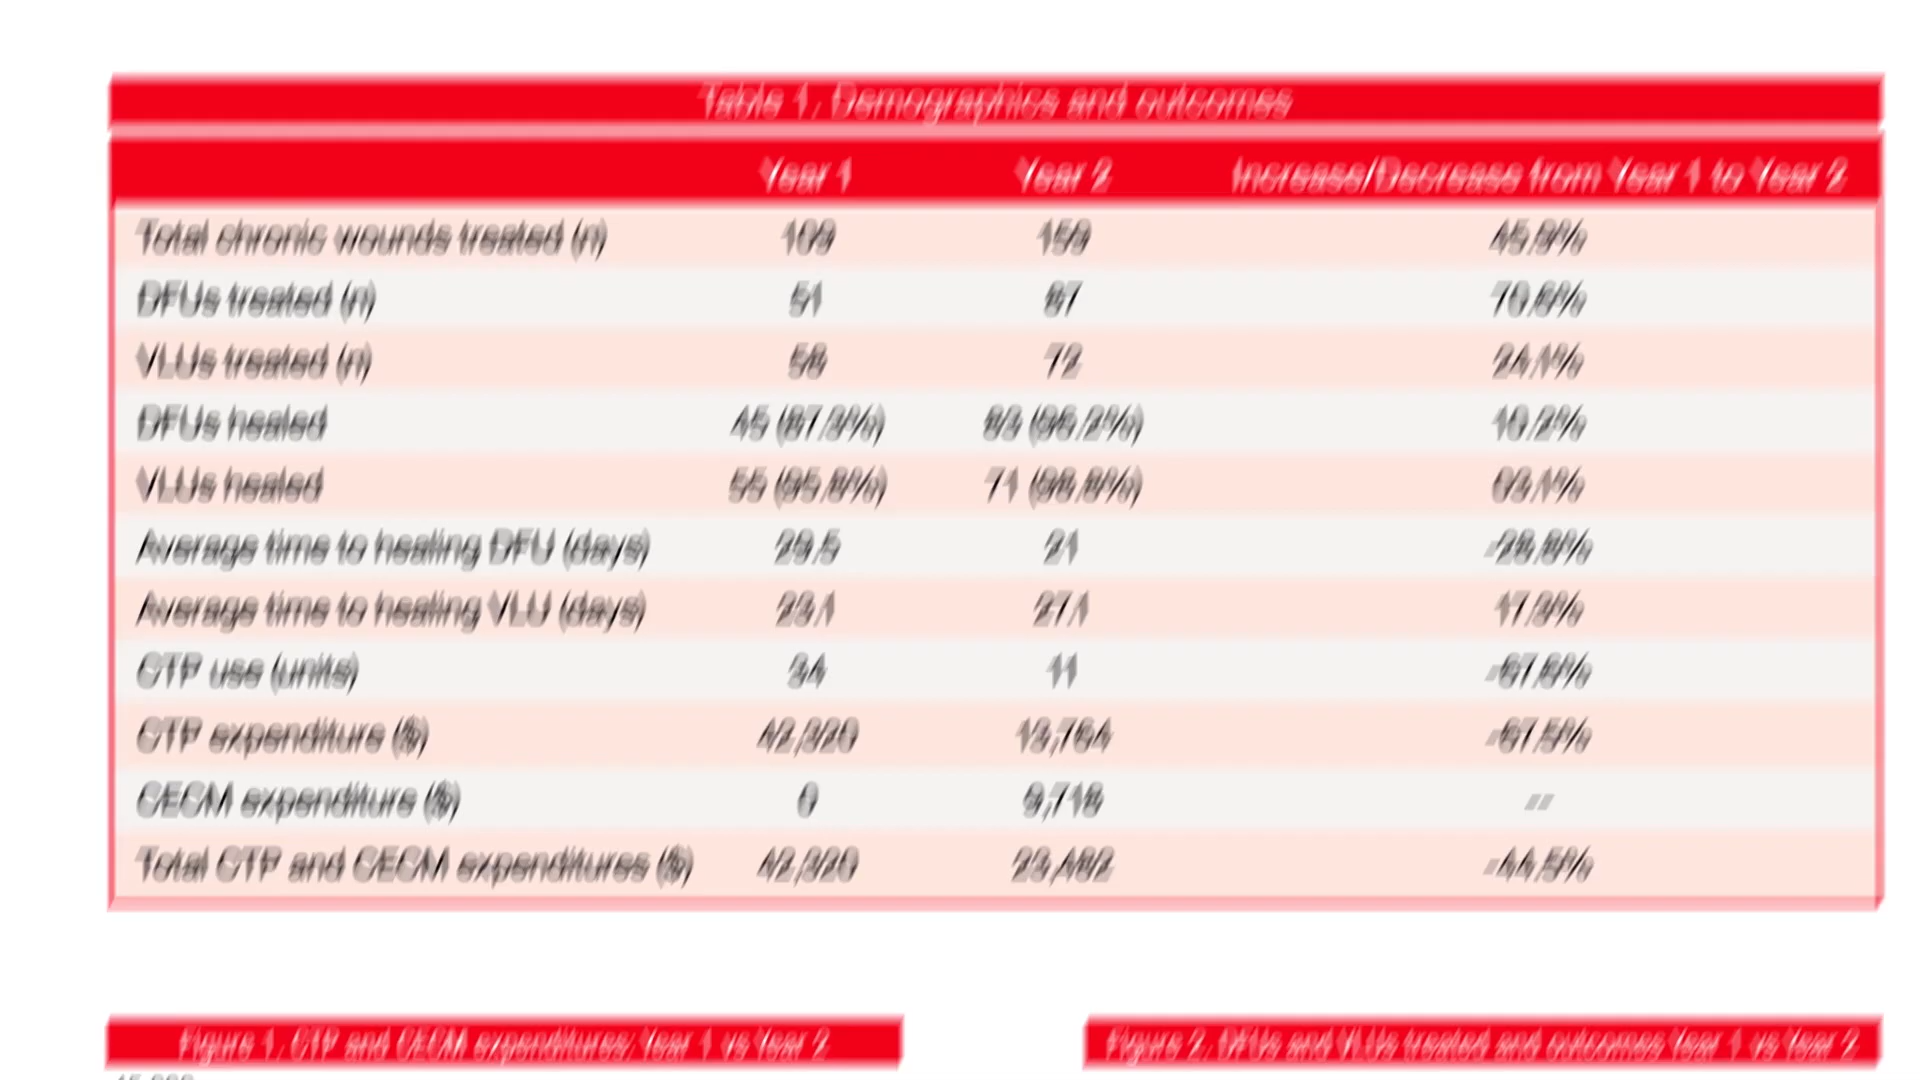 Table 1. Demographics and outcomes
Year 1 Year 2 Increase/Decrease from Year 1 to Year 2
Total chronic wounds treated (n) 109 159 45.9%
DFUs treated (n) 51 87 70.6%
VLUs treated (n) 58 72 24.1%
DFUs healed 45 (87.3%) 83 (96.2%) 10.2%
VLUs healed 55 (95.8%) 71 (98.8%) 03.1%
Average time to healing DFU (days) 29.5 21 -28.8%
Average time to healing VLU (days) 23.1 27.1 17.3%
CTP use (units) 34 11 -67.6%
CTP expenditure ($) 42,320 13,764 -67.5%
CECM expenditure ($) 0 9,718 --
Total CTP and CECM expenditures ($) 42,320 23,482 -44.5%
Figure 1. CTP and CECM expenditures: Year 1 vs Year 2
Figure 2. DFUs and VLUs treated and outcomes Year 1 vs Year 2